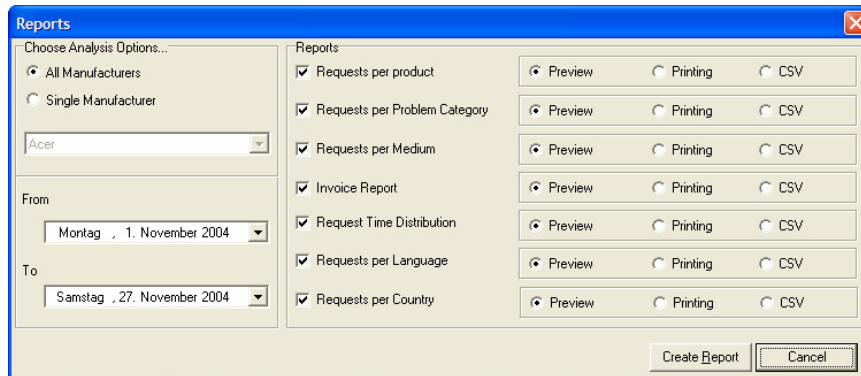 Reports
Choose Analysis Options...
All Manufacturers
Single Manufacturer
Acer
From
Montag , 1. November 2004
To
Samstag , 27. November 2004
Reports
Requests per product Preview Printing CSV
Requests per Problem Category Preview Printing CSV
Requests per Medium Preview Printing CSV
Invoice Report Preview Printing CSV
Request Time Distribution Preview Printing CSV
Requests per Language Preview Printing CSV
Requests per Country Preview Printing CSV
Create Report Cancel